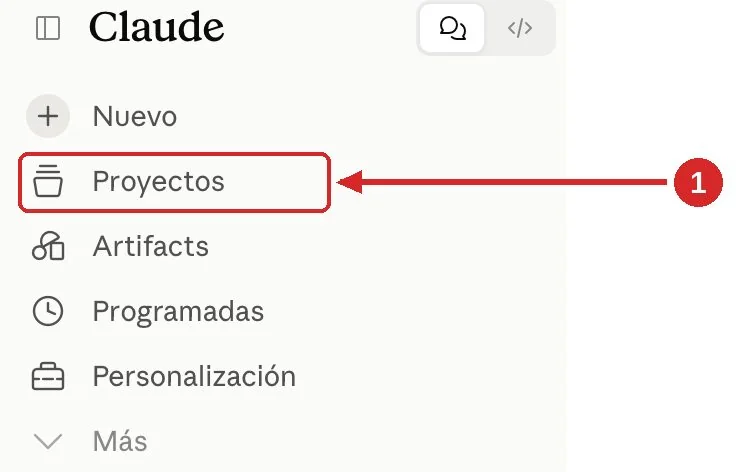 Claude
</>
Nuevo
Proyectos
1
Artifacts
Programadas
Personalización
Más